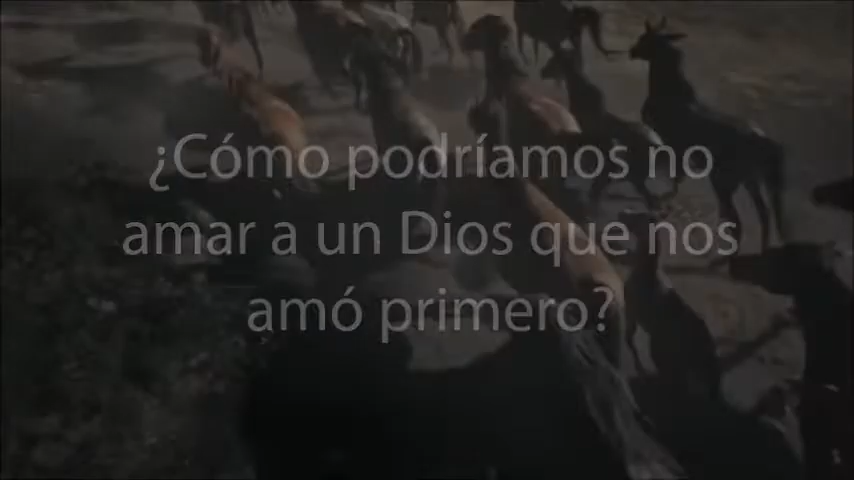 ¿Cómo podríamos no
amar a un Dios que nos
amó primero?